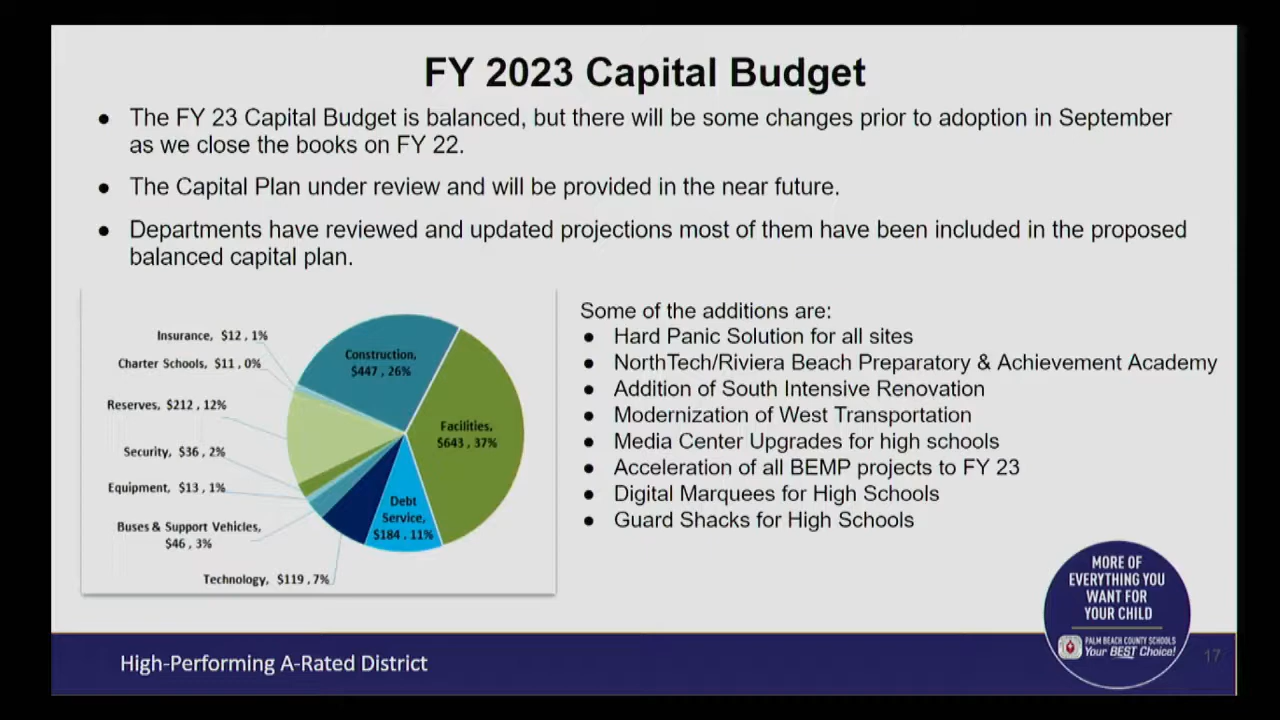 FY 2023 Capital Budget
● The FY 23 Capital Budget is balanced, but there will be some changes prior to adoption in September
as we close the books on FY 22.
● The Capital Plan under review and will be provided in the near future.
● Departments have reviewed and updated projections most of them have been included in the proposed
balanced capital plan.
Insurance, $12 , 1%
Charter Schools, $11 , 0%
Reserves, $212 , 12%
Security, $36 , 2%
Equipment, $13 , 1%
Buses & Support Vehicles,
$46 , 3%
Technology, $119 , 7%
Construction,
$447 , 26%
Facilities,
$643 , 37%
Debt
Service,
$184 , 11%
Some of the additions are:
● Hard Panic Solution for all sites
● NorthTech/Riviera Beach Preparatory & Achievement Academy
● Addition of South Intensive Renovation
● Modernization of West Transportation
● Media Center Upgrades for high schools
● Acceleration of all BEMP projects to FY 23
● Digital Marquees for High Schools
● Guard Shacks for High Schools
MORE OF
EVERYTHING YOU
WANT FOR
YOUR CHILD
PALM BEACH COUNTY SCHOOLS
Your BEST Choice!
High-Performing A-Rated District
17